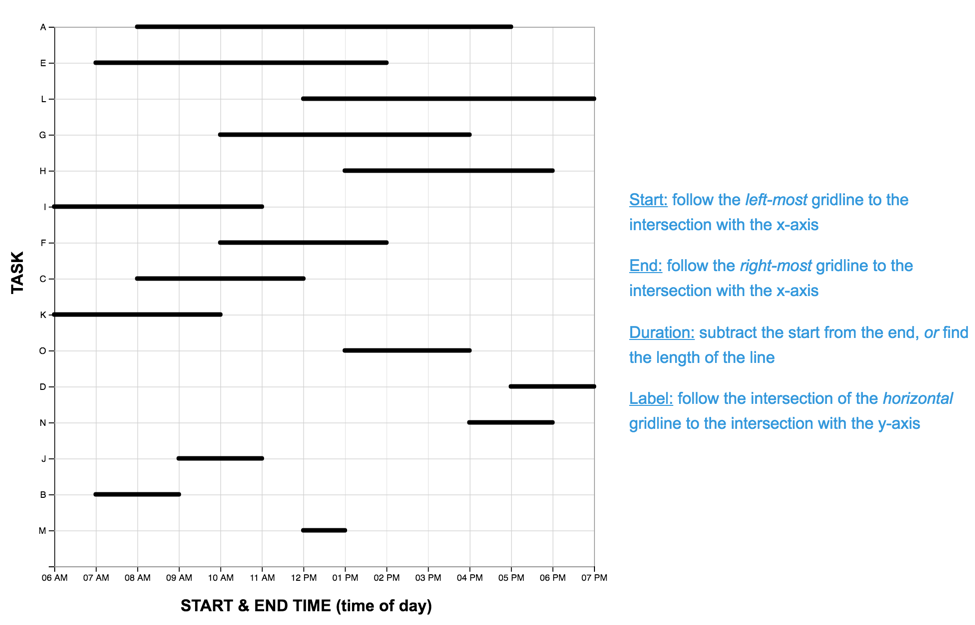 A
E
L
G
H
I
F
C
K
O
D
N
J
B
M
TASK
06 AM 07 AM 08 AM 09 AM 10 AM 11 AM 12 PM 01 PM 02 PM 03 PM 04 PM 05 PM 06 PM 07 PM
START & END TIME (time of day)
Start: follow the left-most gridline to the
intersection with the x-axis
End: follow the right-most gridline to the
intersection with the x-axis
Duration: subtract the start from the end, or find
the length of the line
Label: follow the intersection of the horizontal
gridline to the intersection with the y-axis